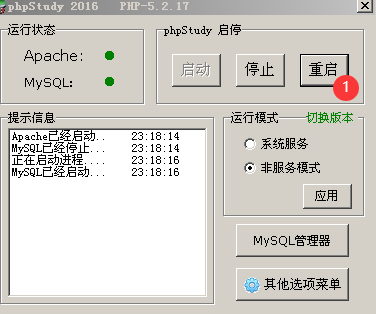 phpStudy 2016 PHP-5.2.17
运行状态
Apache:
MySQL:
phpStudy 启停
启动
停止
重启
1
提示信息
Apache已经启动.. 23:18:14
MySQL已经停止... 23:18:14
正在启动进程.... 23:18:16
MySQL已经启动... 23:18:16
运行模式
切换版本
系统服务
非服务模式
应用
MySQL管理器
其他选项菜单